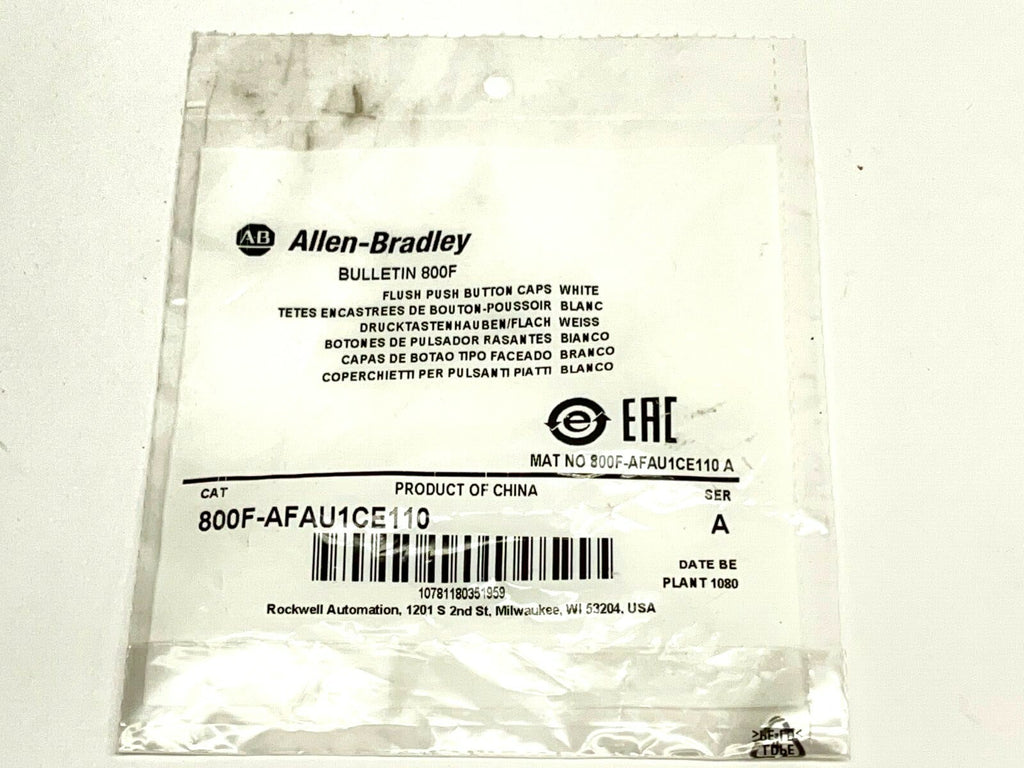 AB Allen-Bradley
BULLETIN 800F
FLUSH PUSH BUTTON CAPS WHITE
TETES ENCASTREES DE BOUTON-POUSSOIR BLANC
DRUCKTASTENHAUBEN/FLACH WEISS
BOTONES DE PULSADOR RASANTES BIANCO
CAPAS DE BOTAO TIPO FACEADO BRANCO
COPERCHIETTI PER PULSANTI PIATTI BLANCO
e EAC
MAT NO 800F-AFAU1CE110 A
CAT PRODUCT OF CHINA SER
800F-AFAU1CE110 A
DATE BE
PLANT 1080
10781180351959
Rockwell Automation, 1201 S 2nd St, Milwaukee, WI 53204, USA